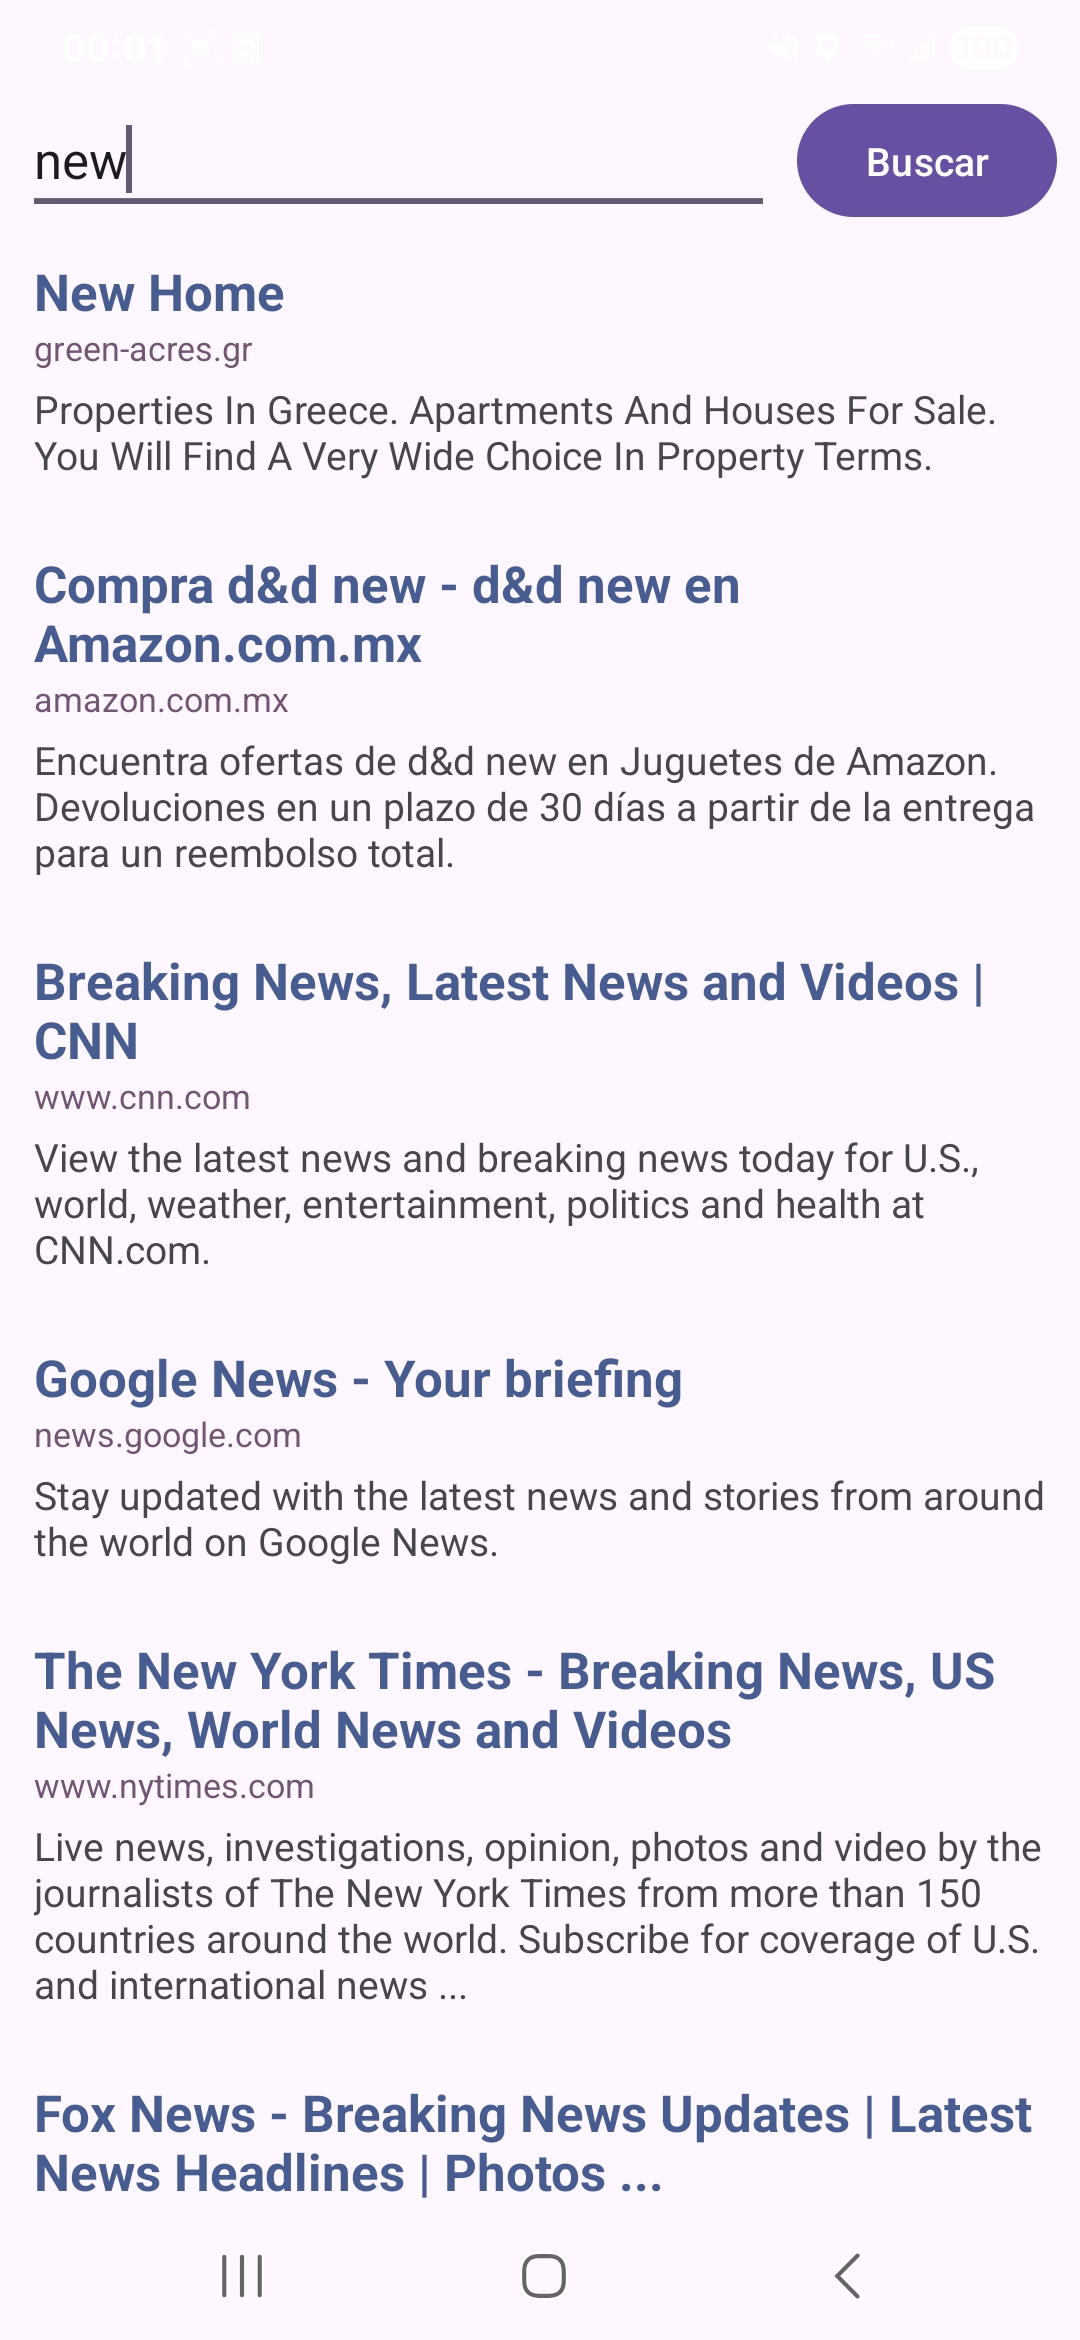 00:01
100
new
Buscar
New Home
green-acres.gr
Properties In Greece. Apartments And Houses For Sale.
You Will Find A Very Wide Choice In Property Terms.
Compra d&d new - d&d new en
Amazon.com.mx
amazon.com.mx
Encuentra ofertas de d&d new en Juguetes de Amazon.
Devoluciones en un plazo de 30 días a partir de la entrega
para un reembolso total.
Breaking News, Latest News and Videos |
CNN
www.cnn.com
View the latest news and breaking news today for U.S.,
world, weather, entertainment, politics and health at
CNN.com.
Google News - Your briefing
news.google.com
Stay updated with the latest news and stories from around
the world on Google News.
The New York Times - Breaking News, US
News, World News and Videos
www.nytimes.com
Live news, investigations, opinion, photos and video by the
journalists of The New York Times from more than 150
countries around the world. Subscribe for coverage of U.S.
and international news ...
Fox News - Breaking News Updates | Latest
News Headlines | Photos ...